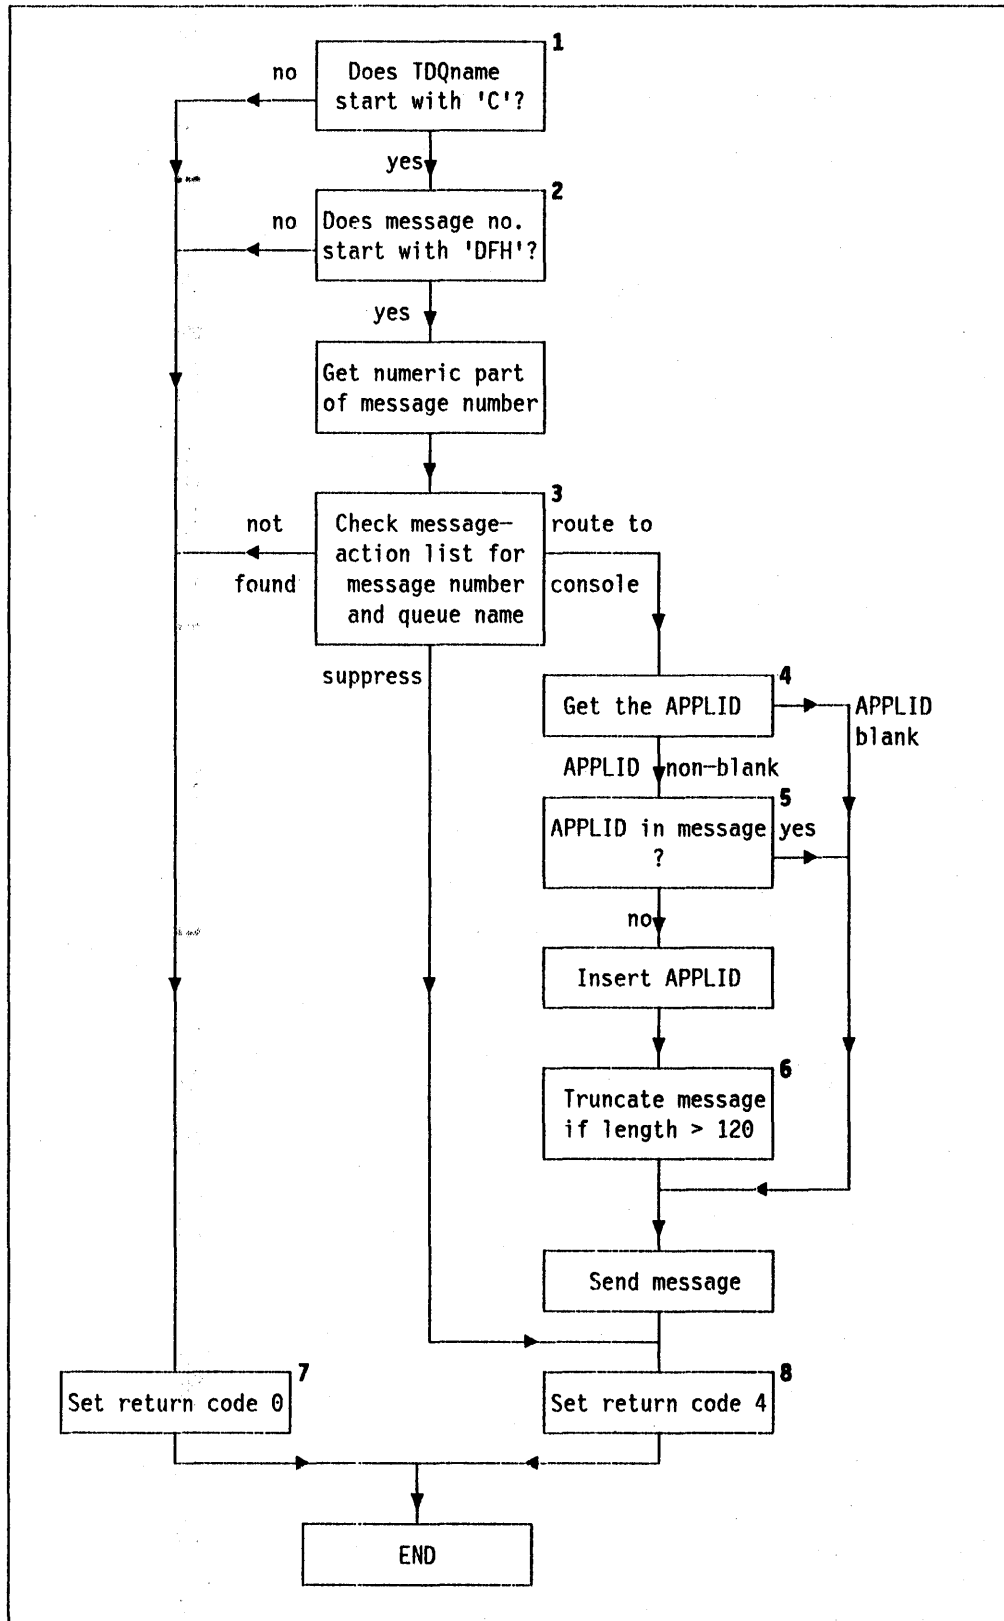 1
no
Does TDQname
start with 'C'?
yes
2
no
Does message no.
start with 'DFH'?
yes
Get numeric part
of message number
3
not
found
Check message-
action list for
message number
and queue name
route to
console
suppress
4
Get the APPLID
APPLID
blank
APPLID non-blank
5
APPLID in message
?
yes
no
Insert APPLID
6
Truncate message
if length > 120
Send message
7
Set return code 0
8
Set return code 4
END